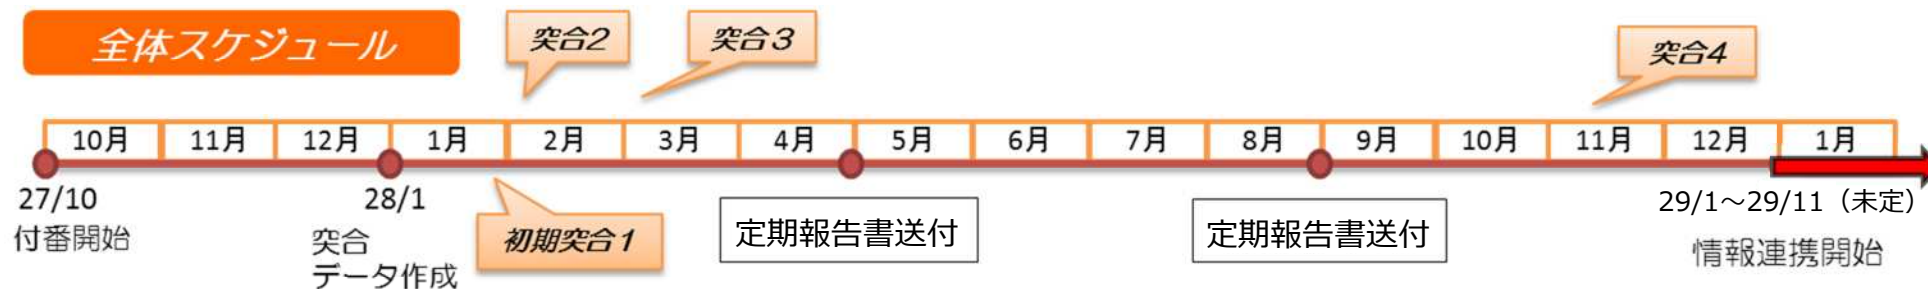 全体スケジュール
突合2
突合3
突合4
10月 11月 12月 1月 2月 3月 4月 5月 6月 7月 8月 9月 10月 11月 12月 1月
27/10
付番開始
28/1
突合
データ作成
初期突合1
定期報告書送付
定期報告書送付
29/1～29/11（未定）
情報連携開始